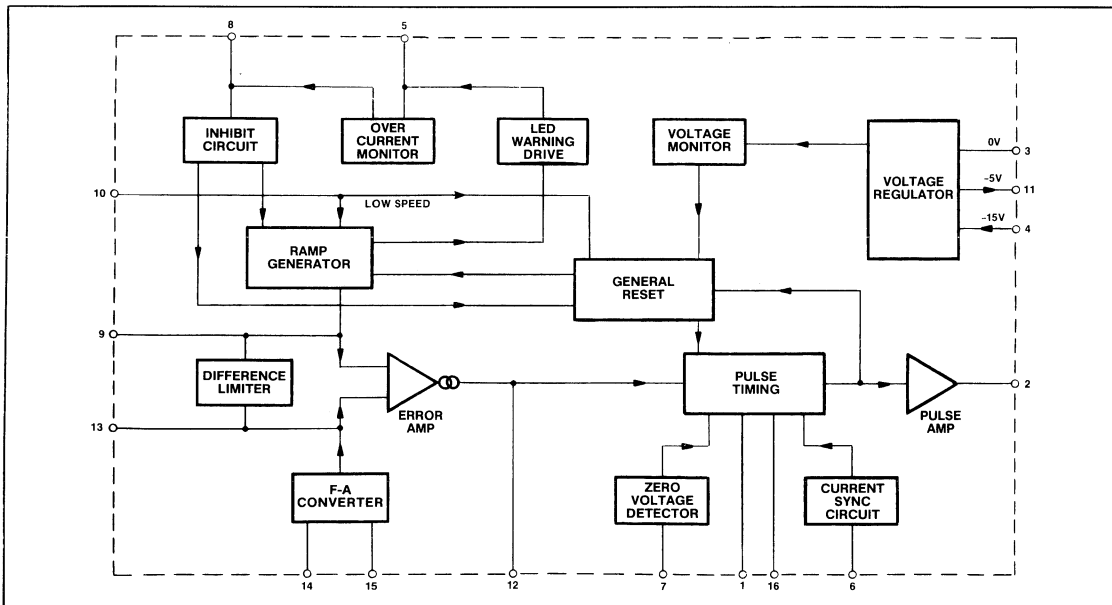 8
5
INHIBIT
CIRCUIT
OVER
CURRENT
MONITOR
LED
WARNING
DRIVE
VOLTAGE
MONITOR
VOLTAGE
REGULATOR
0V
3
-5V
11
-15V
4
10
LOW SPEED
RAMP
GENERATOR
GENERAL
RESET
9
DIFFERENCE
LIMITER
ERROR
AMP
PULSE
TIMING
PULSE
AMP
2
13
F-A
CONVERTER
ZERO
VOLTAGE
DETECTOR
CURRENT
SYNC
CIRCUIT
14
15
12
7
1
16
6